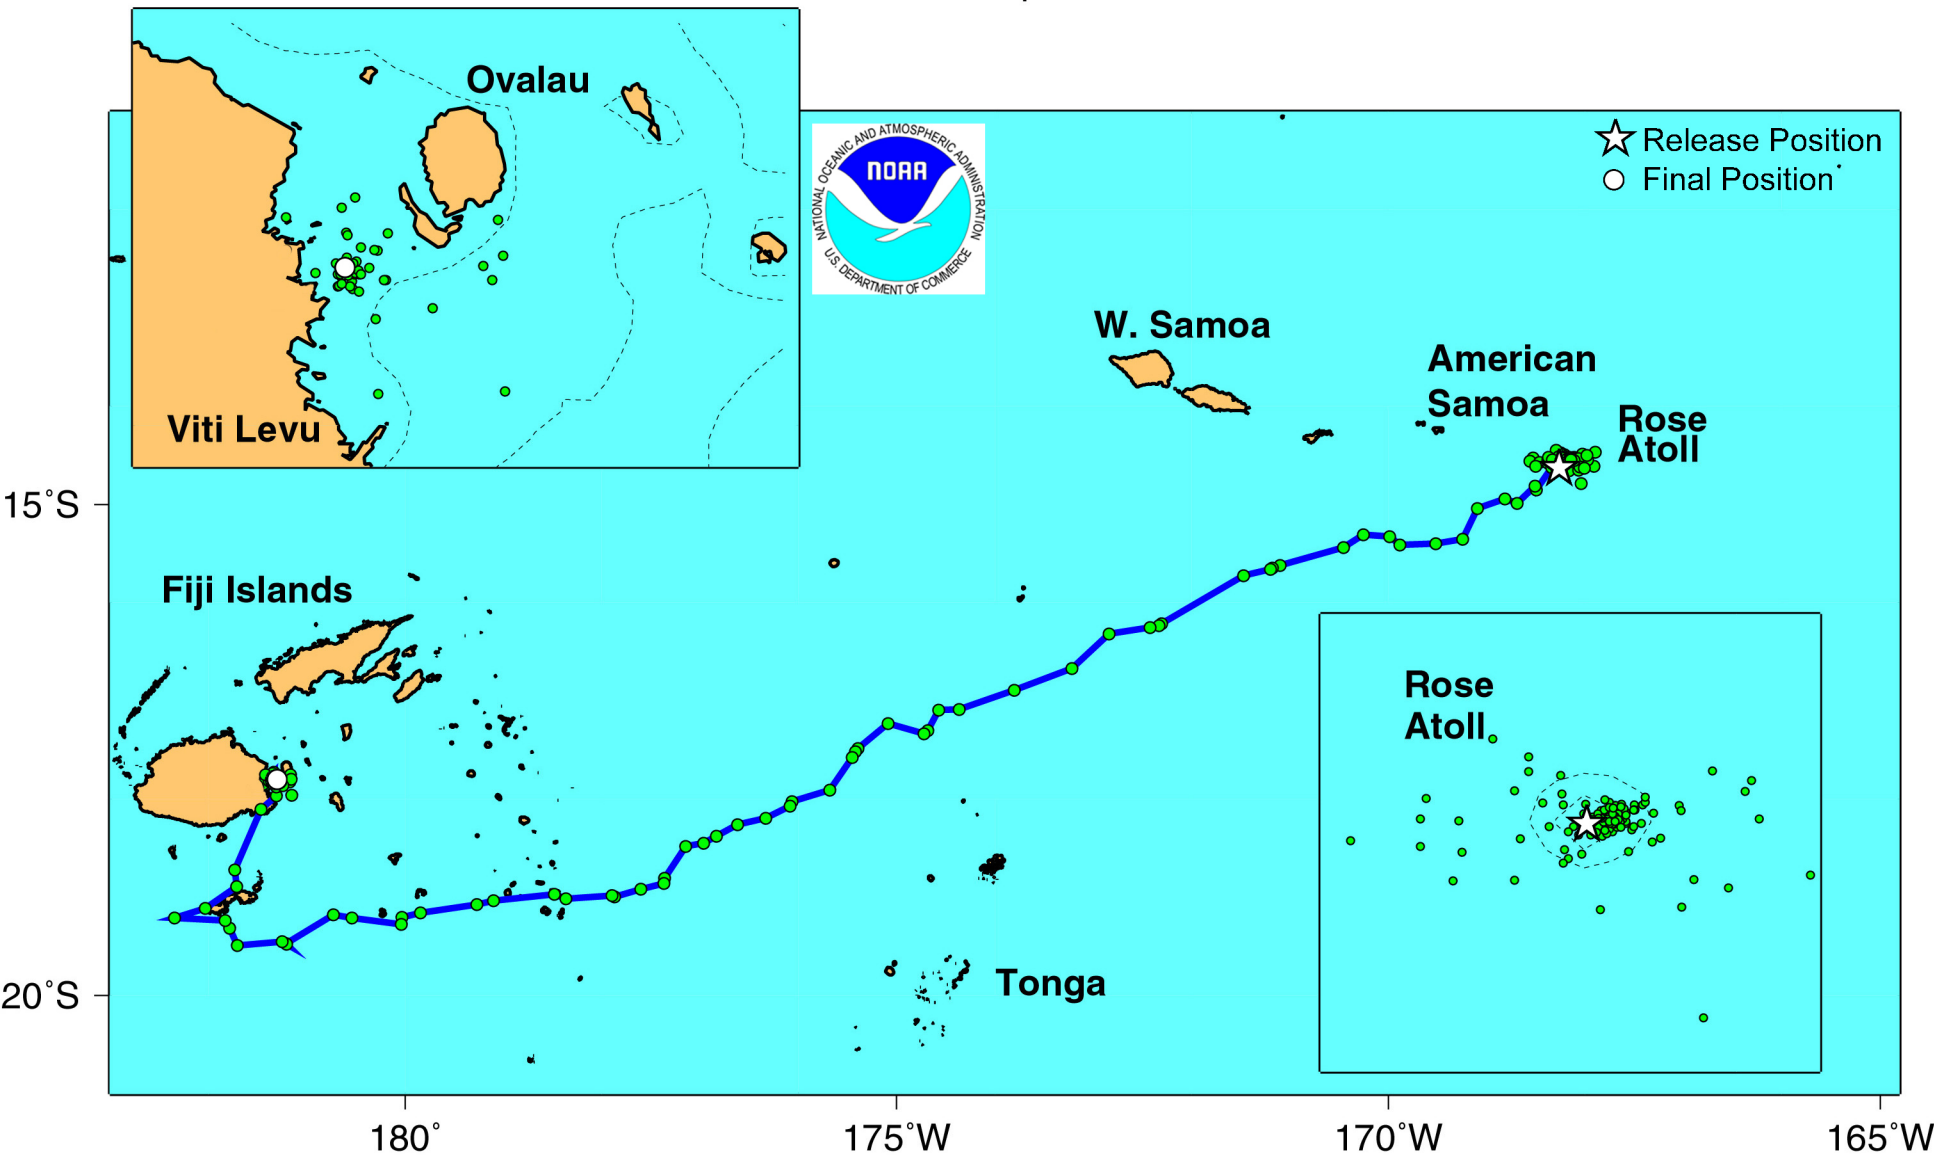 Ovalau
Viti Levu
NATIONAL OCEANIC AND ATMOSPHERIC ADMINISTRATION
NOAA
U.S. DEPARTMENT OF COMMERCE
Release Position
Final Position
W. Samoa
American
Samoa
Rose
Atoll
15°S
Fiji Islands
Rose
Atoll
20°S
Tonga
180°
175°W
170°W
165°W